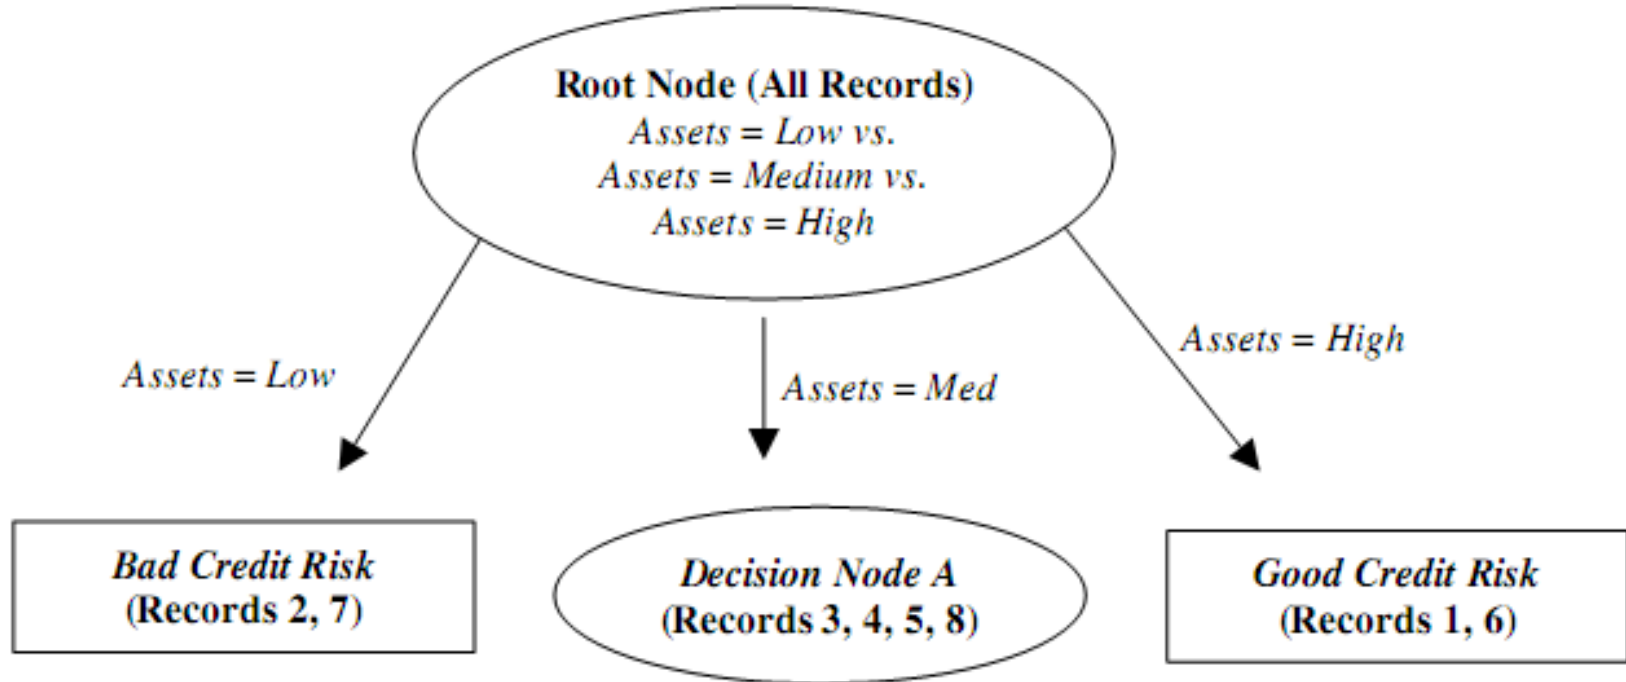 Root Node (All Records)
Assets = Low vs.
Assets = Medium vs.
Assets = High
Assets = Low
Assets = Med
Assets = High
Bad Credit Risk
(Records 2, 7)
Decision Node A
(Records 3, 4, 5, 8)
Good Credit Risk
(Records 1, 6)